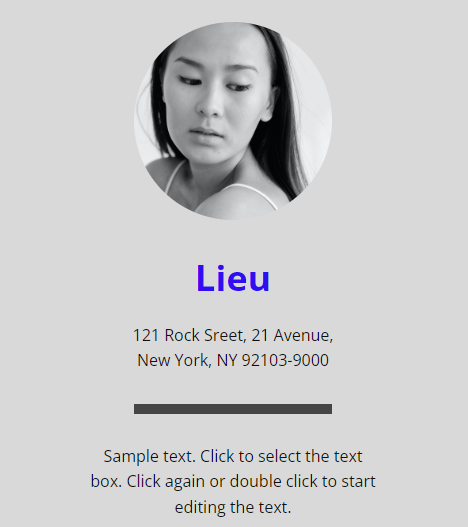 Lieu
121 Rock Sreet, 21 Avenue,
New York, NY 92103-9000
Sample text. Click to select the text
box. Click again or double click to start
editing the text.